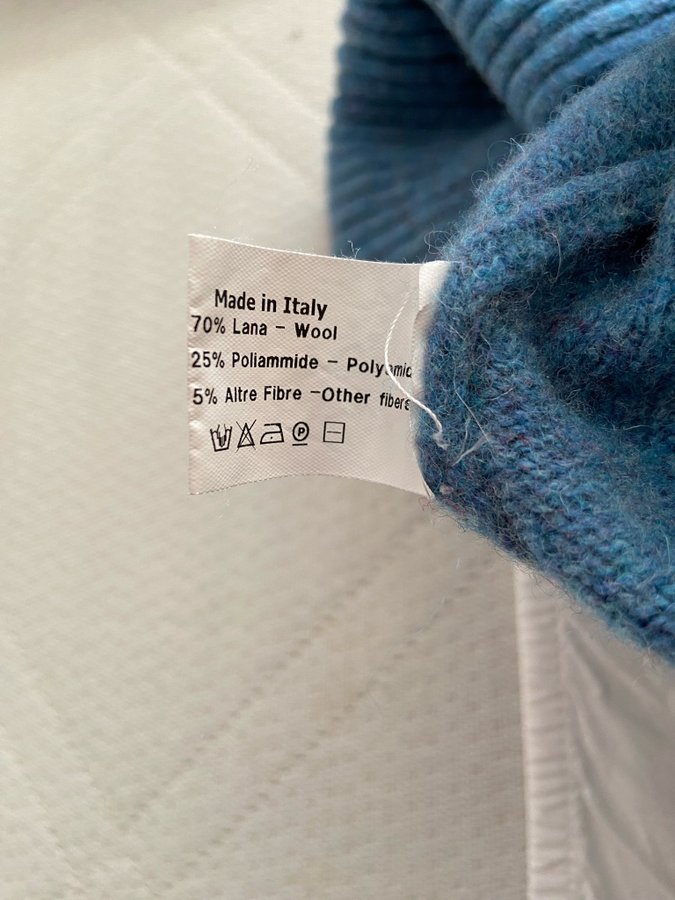 Made in Italy
70% Lana - Wool
25% Poliammide - Polyamid
5% Altre Fibre -Other fibers
P